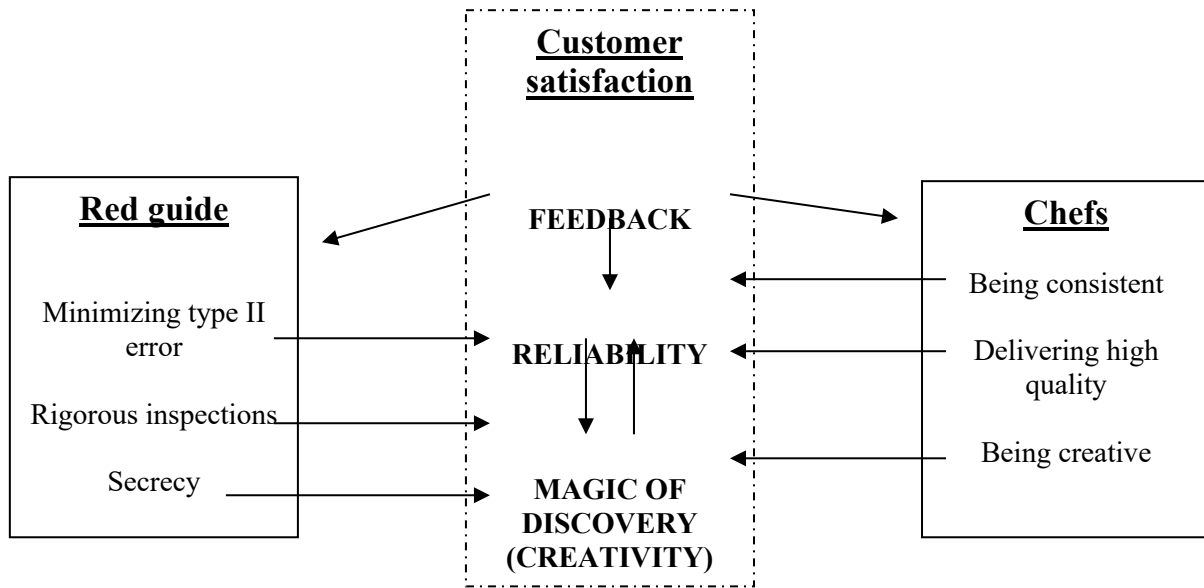 Customer
satisfaction
Red guide
Minimizing type II
error
Rigorous inspections
Secrecy
FEEDBACK
RELIABILITY
MAGIC OF
DISCOVERY
(CREATIVITY)
Chefs
Being consistent
Delivering high
quality
Being creative